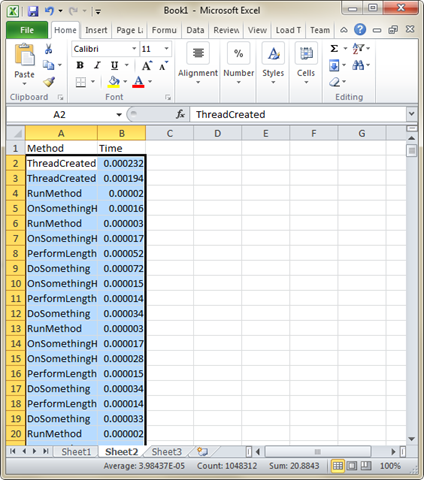 Book1 - Microsoft Excel
File Home Insert Page L Formu Data Review View Load T Team
Calibri 11
Paste
B I U A
Alignment Number Styles Cells
Clipboard Font Editing
A2 fx ThreadCreated
A B C D E F G
1 Method Time
2 ThreadCreated 0.000232
3 ThreadCreated 0.000194
4 RunMethod 0.00002
5 OnSomethingH 0.00016
6 RunMethod 0.000003
7 OnSomethingH 0.000017
8 PerformLength 0.000052
9 DoSomething 0.000072
10 OnSomethingH 0.000015
11 PerformLength 0.000014
12 DoSomething 0.000034
13 RunMethod 0.000003
14 OnSomethingH 0.000017
15 OnSomethingH 0.000028
16 PerformLength 0.000015
17 DoSomething 0.000034
18 PerformLength 0.000014
19 DoSomething 0.000033
20 RunMethod 0.000002
Sheet1 Sheet2 Sheet3
Average: 3.98437E-05 Count: 1048312 Sum: 20.8843 100%